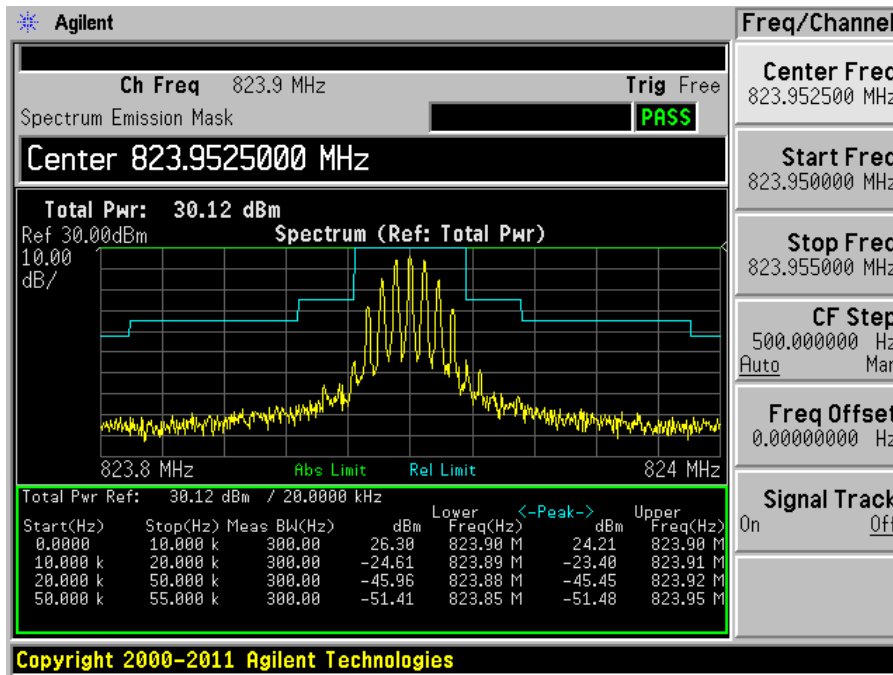 Agilent
Freq/Channel
Ch Freq 823.9 MHz Trig Free
Spectrum Emission Mask PASS
Center 823.9525000 MHz
Total Pwr: 30.12 dBm
Ref 30.00dBm Spectrum (Ref: Total Pwr)
10.00
dB/
823.8 MHz Abs Limit Rel Limit 824 MHz
Total Pwr Ref: 30.12 dBm / 20.0000 kHz
Lower <-Peak-> Upper
Start(Hz) Stop(Hz) Meas BW(Hz) dBm Freq(Hz) dBm Freq(Hz)
0.0000 10.000 k 300.00 26.30 823.90 M 24.21 823.90 M
10.000 k 20.000 k 300.00 -24.61 823.89 M -23.40 823.91 M
20.000 k 50.000 k 300.00 -45.96 823.88 M -45.45 823.92 M
50.000 k 55.000 k 300.00 -51.41 823.85 M -51.48 823.95 M
Center Freq
823.952500 MHz
Start Freq
823.950000 MHz
Stop Freq
823.955000 MHz
CF Step
500.000000 Hz
Auto Man
Freq Offset
0.00000000 Hz
Signal Track
On Off
Copyright 2000-2011 Agilent Technologies